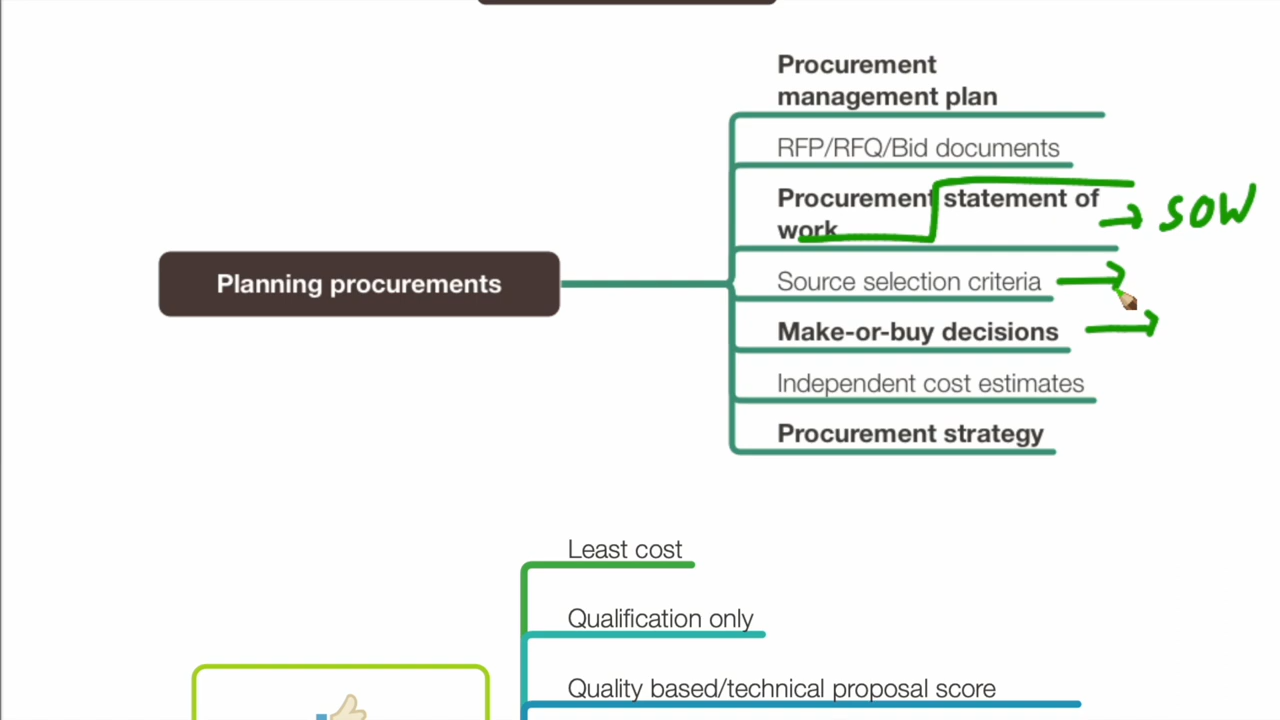 Procurement
management plan
RFP/RFQ/Bid documents
Procurement statement of
work
SOW
Planning procurements
Source selection criteria
Make-or-buy decisions
Independent cost estimates
Procurement strategy
Least cost
Qualification only
Quality based/technical proposal score